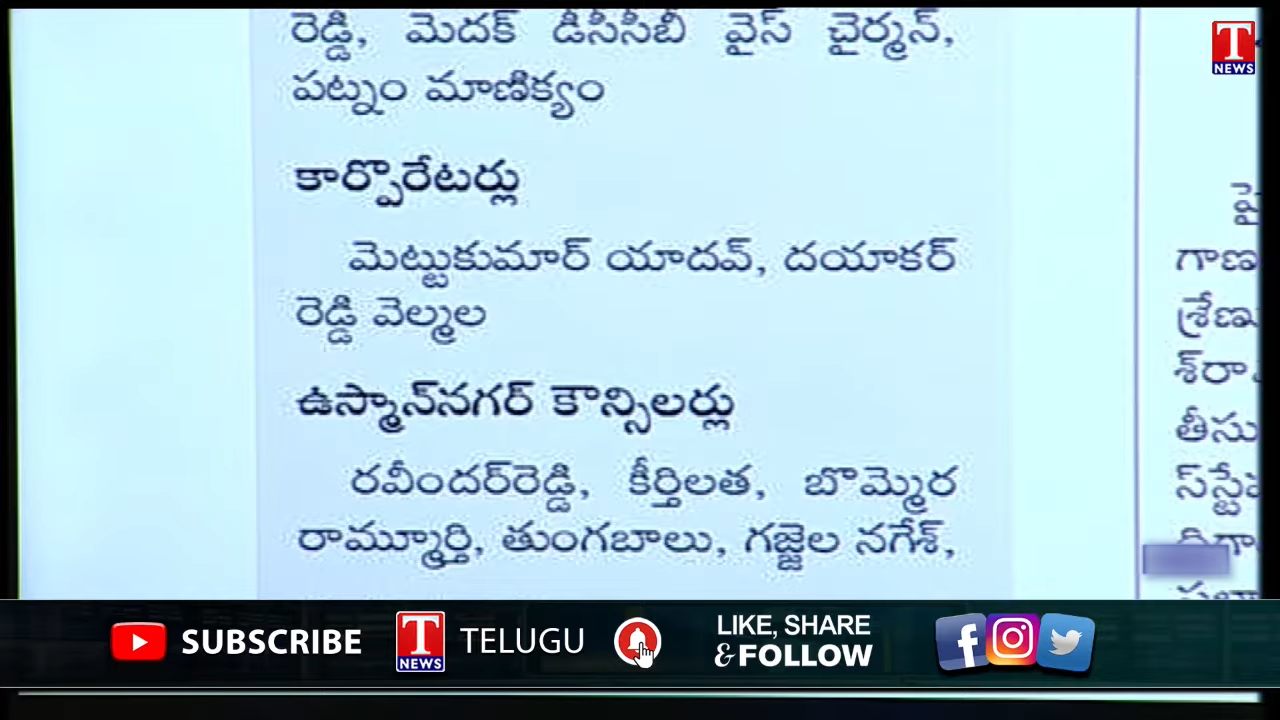 రెడ్డి, మెదక్ డీసీసీబీ వైస్ చైర్మన్,
పట్నం మాణిక్యం
కార్పొరేటర్లు
మెట్టుకుమార్ యాదవ్, దయాకర్
రెడ్డి వెల్మల
ఉస్మాన్‌నగర్ కౌన్సిలర్లు
రవీందర్‌రెడ్డి, కీర్తిలత, బొమ్మెర
రామ్మూర్తి, తుంగబాలు, గజ్జెల నగేశ్,
T NEWS
SUBSCRIBE
T NEWS
TELUGU
LIKE, SHARE
& FOLLOW